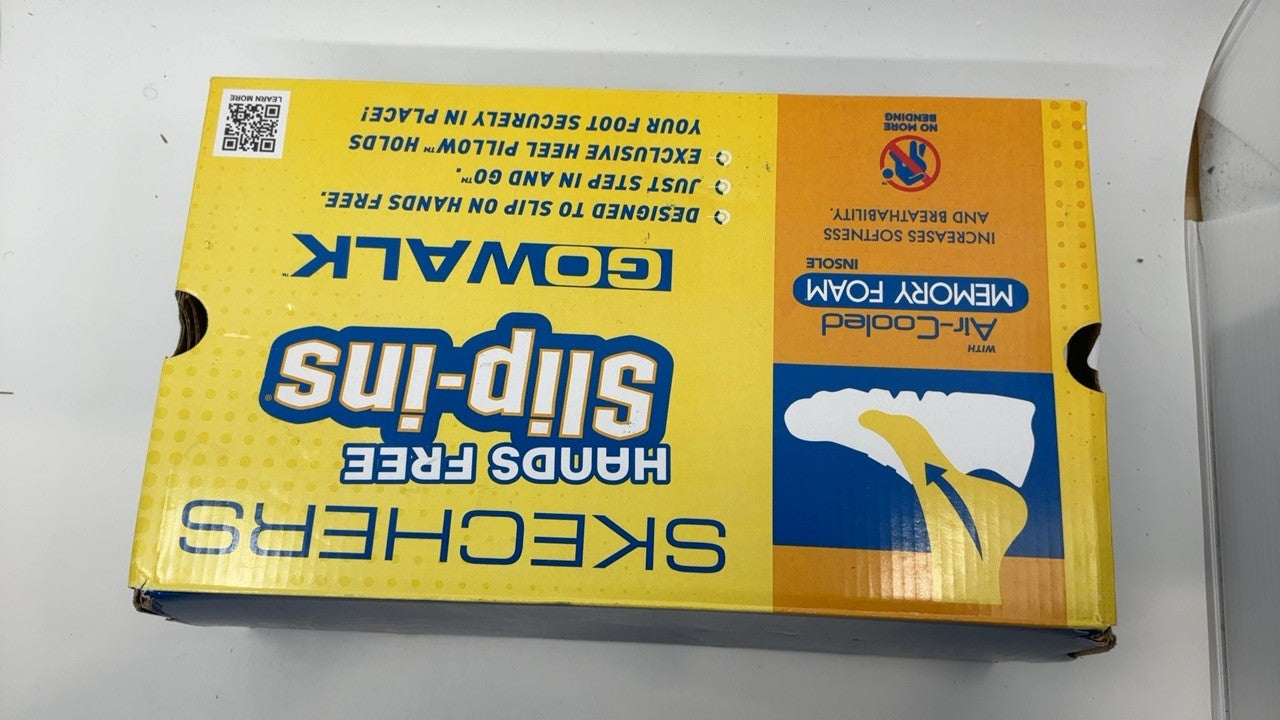 SKECHERS
HANDS FREE
Slip-ins®
GOWALK™
DESIGNED TO SLIP ON HANDS FREE.
JUST STEP IN AND GO™.
EXCLUSIVE HEEL PILLOW™ HOLDS
YOUR FOOT SECURELY IN PLACE!
LEARN MORE
WITH
Air-Cooled
MEMORY FOAM
INSOLE
INCREASES SOFTNESS
AND BREATHABILITY.
NO MORE
BENDING